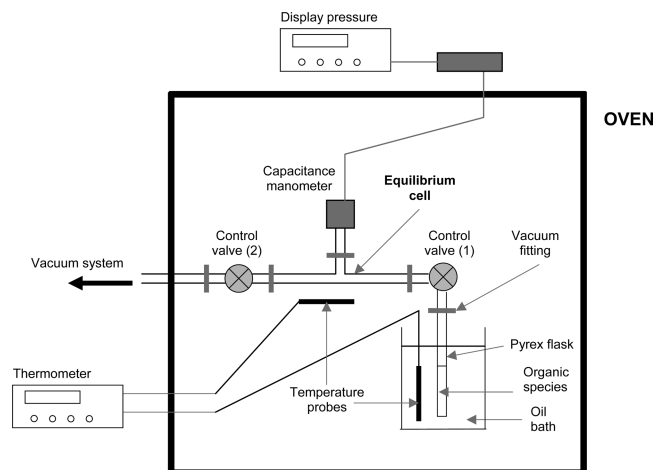 Display pressure
OVEN
Capacitance
manometer
Equilibrium
cell
Control
valve (2)
Control
valve (1)
Vacuum
fitting
Vacuum system
Pyrex flask
Thermometer
Temperature
probes
Organic
species
Oil
bath